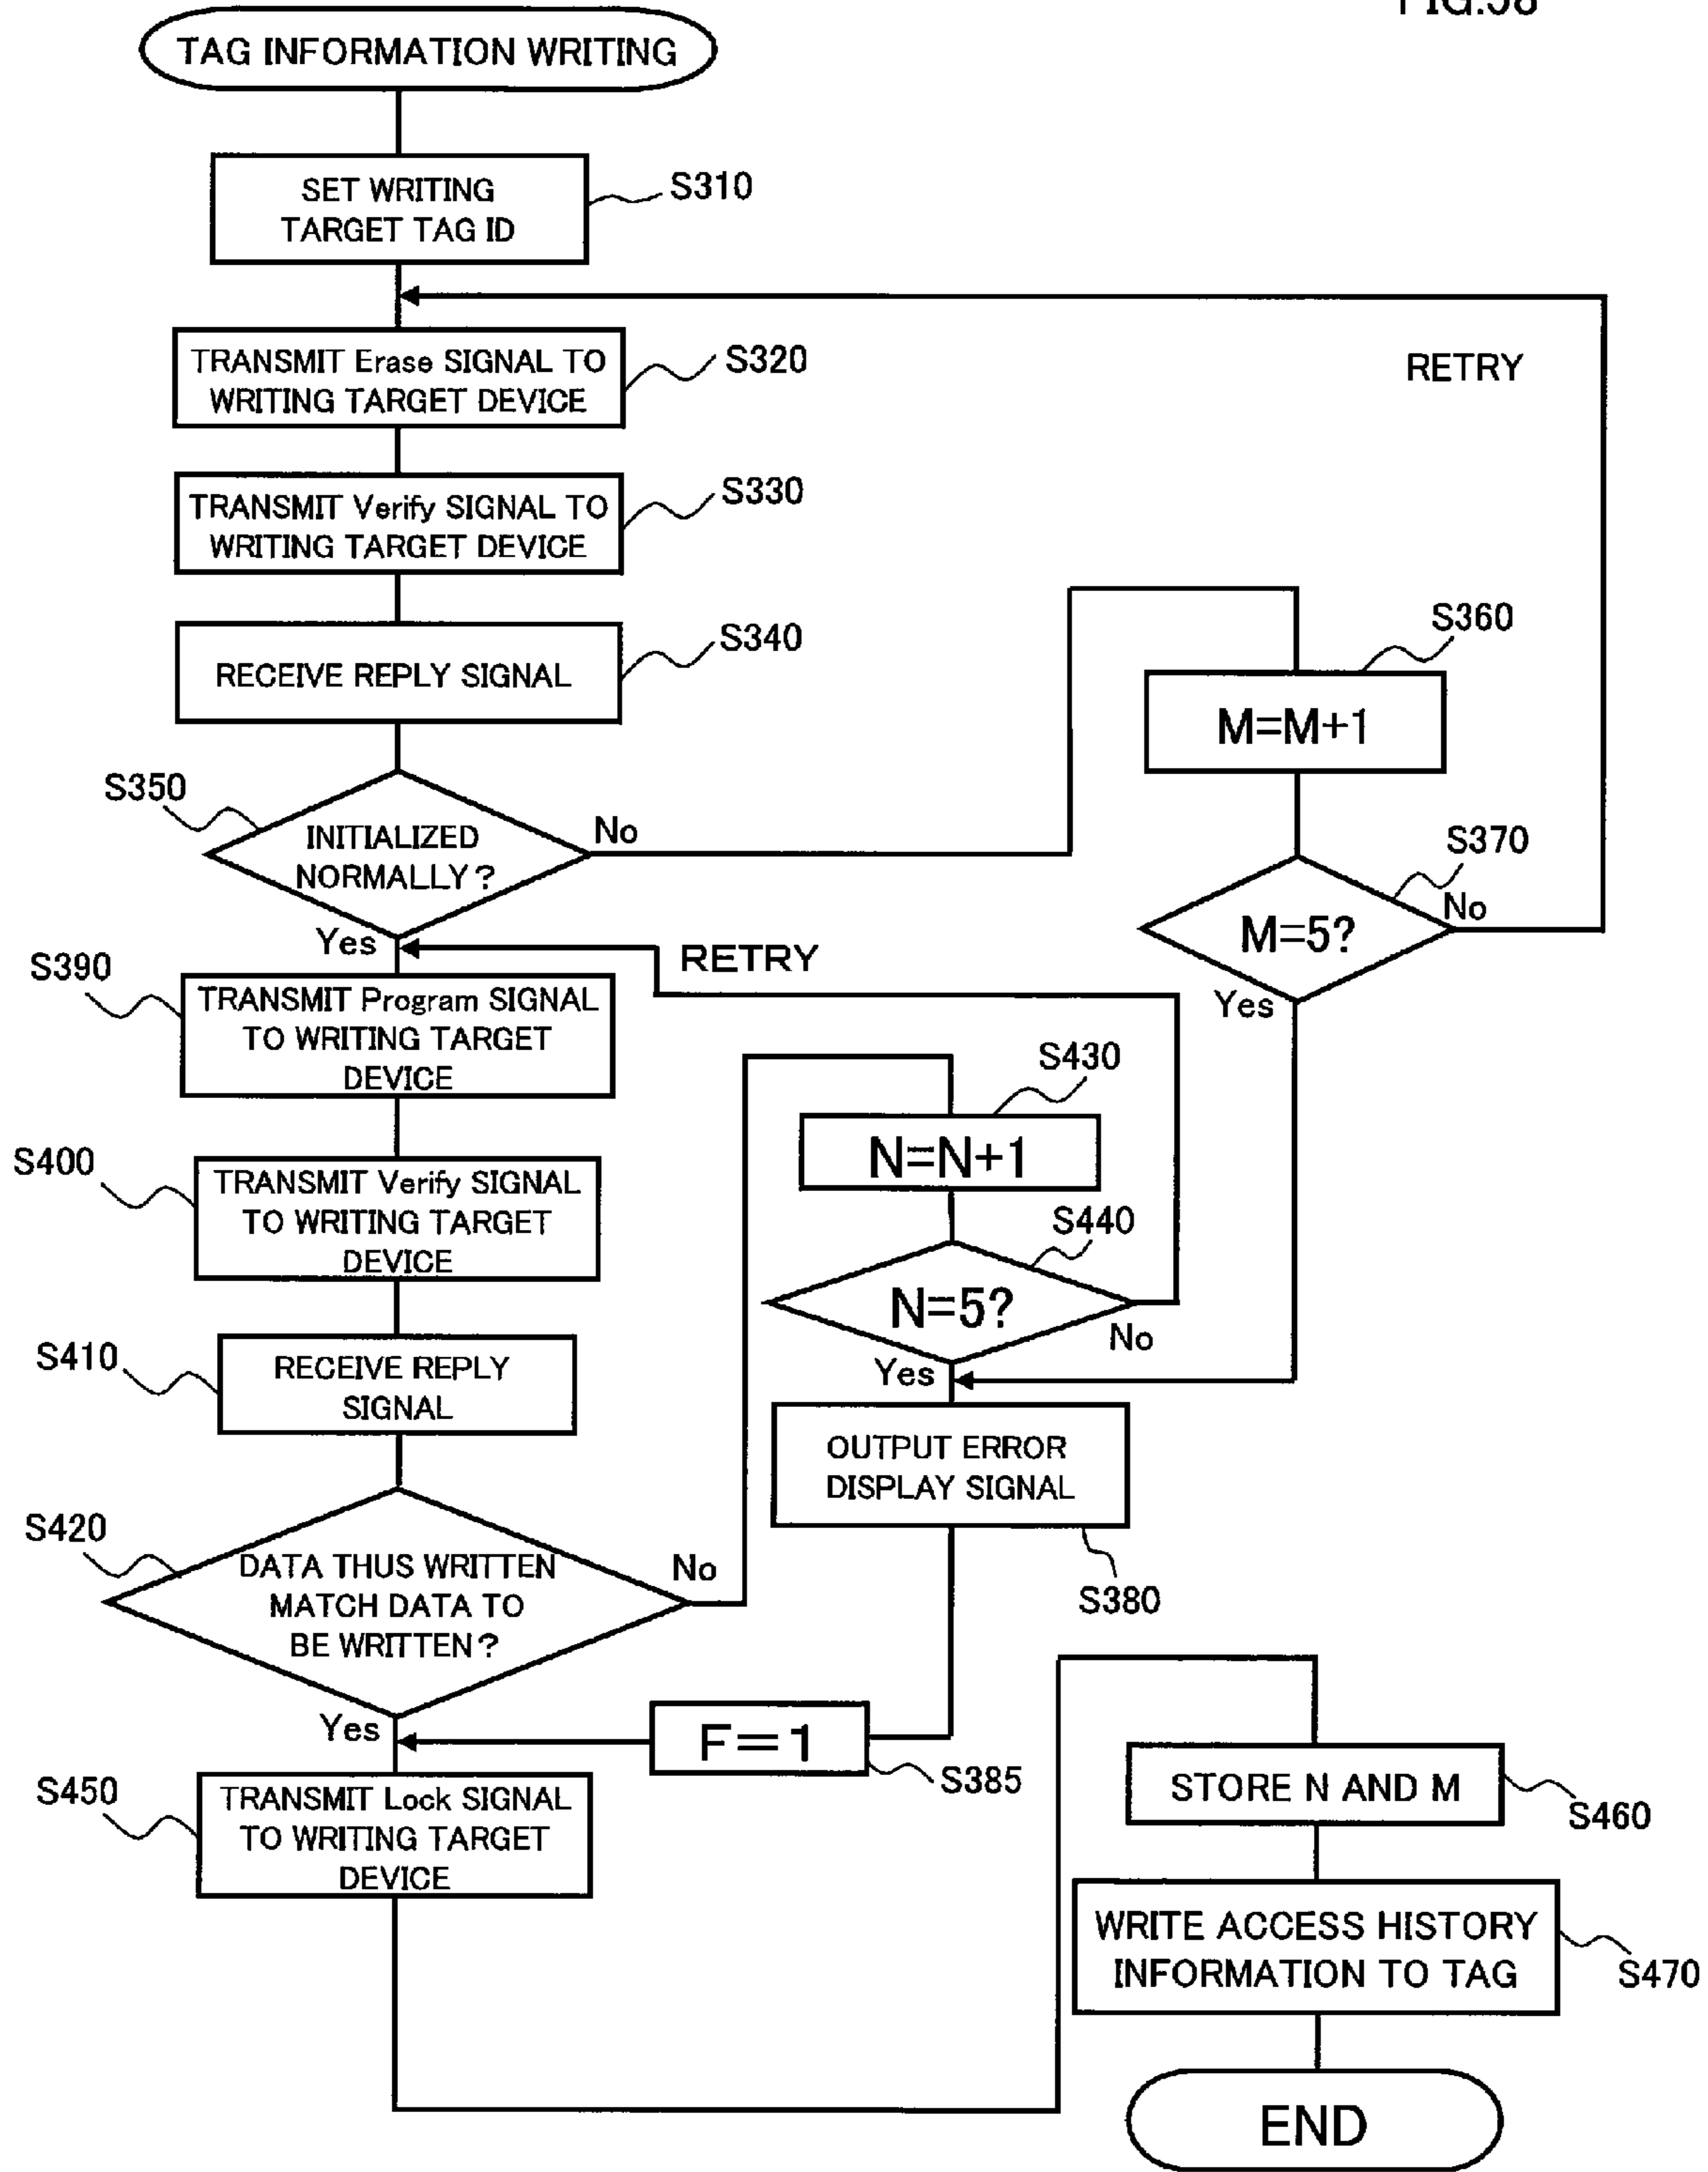 FIG.58
TAG INFORMATION WRITING
SET WRITING
TARGET TAG ID
S310
TRANSMIT Erase SIGNAL TO
WRITING TARGET DEVICE
S320
RETRY
TRANSMIT Verify SIGNAL TO
WRITING TARGET DEVICE
S330
RECEIVE REPLY SIGNAL
S340
S360
M=M+1
S350
INITIALIZED
NORMALLY?
No
Yes
S370
M=5?
No
Yes
RETRY
S390
TRANSMIT Program SIGNAL
TO WRITING TARGET
DEVICE
S430
N=N+1
S400
TRANSMIT Verify SIGNAL
TO WRITING TARGET
DEVICE
S440
N=5?
No
Yes
S410
RECEIVE REPLY
SIGNAL
OUTPUT ERROR
DISPLAY SIGNAL
S380
S420
DATA THUS WRITTEN
MATCH DATA TO
BE WRITTEN?
No
Yes
F=1
S385
S450
TRANSMIT Lock SIGNAL
TO WRITING TARGET
DEVICE
STORE N AND M
S460
WRITE ACCESS HISTORY
INFORMATION TO TAG
S470
END